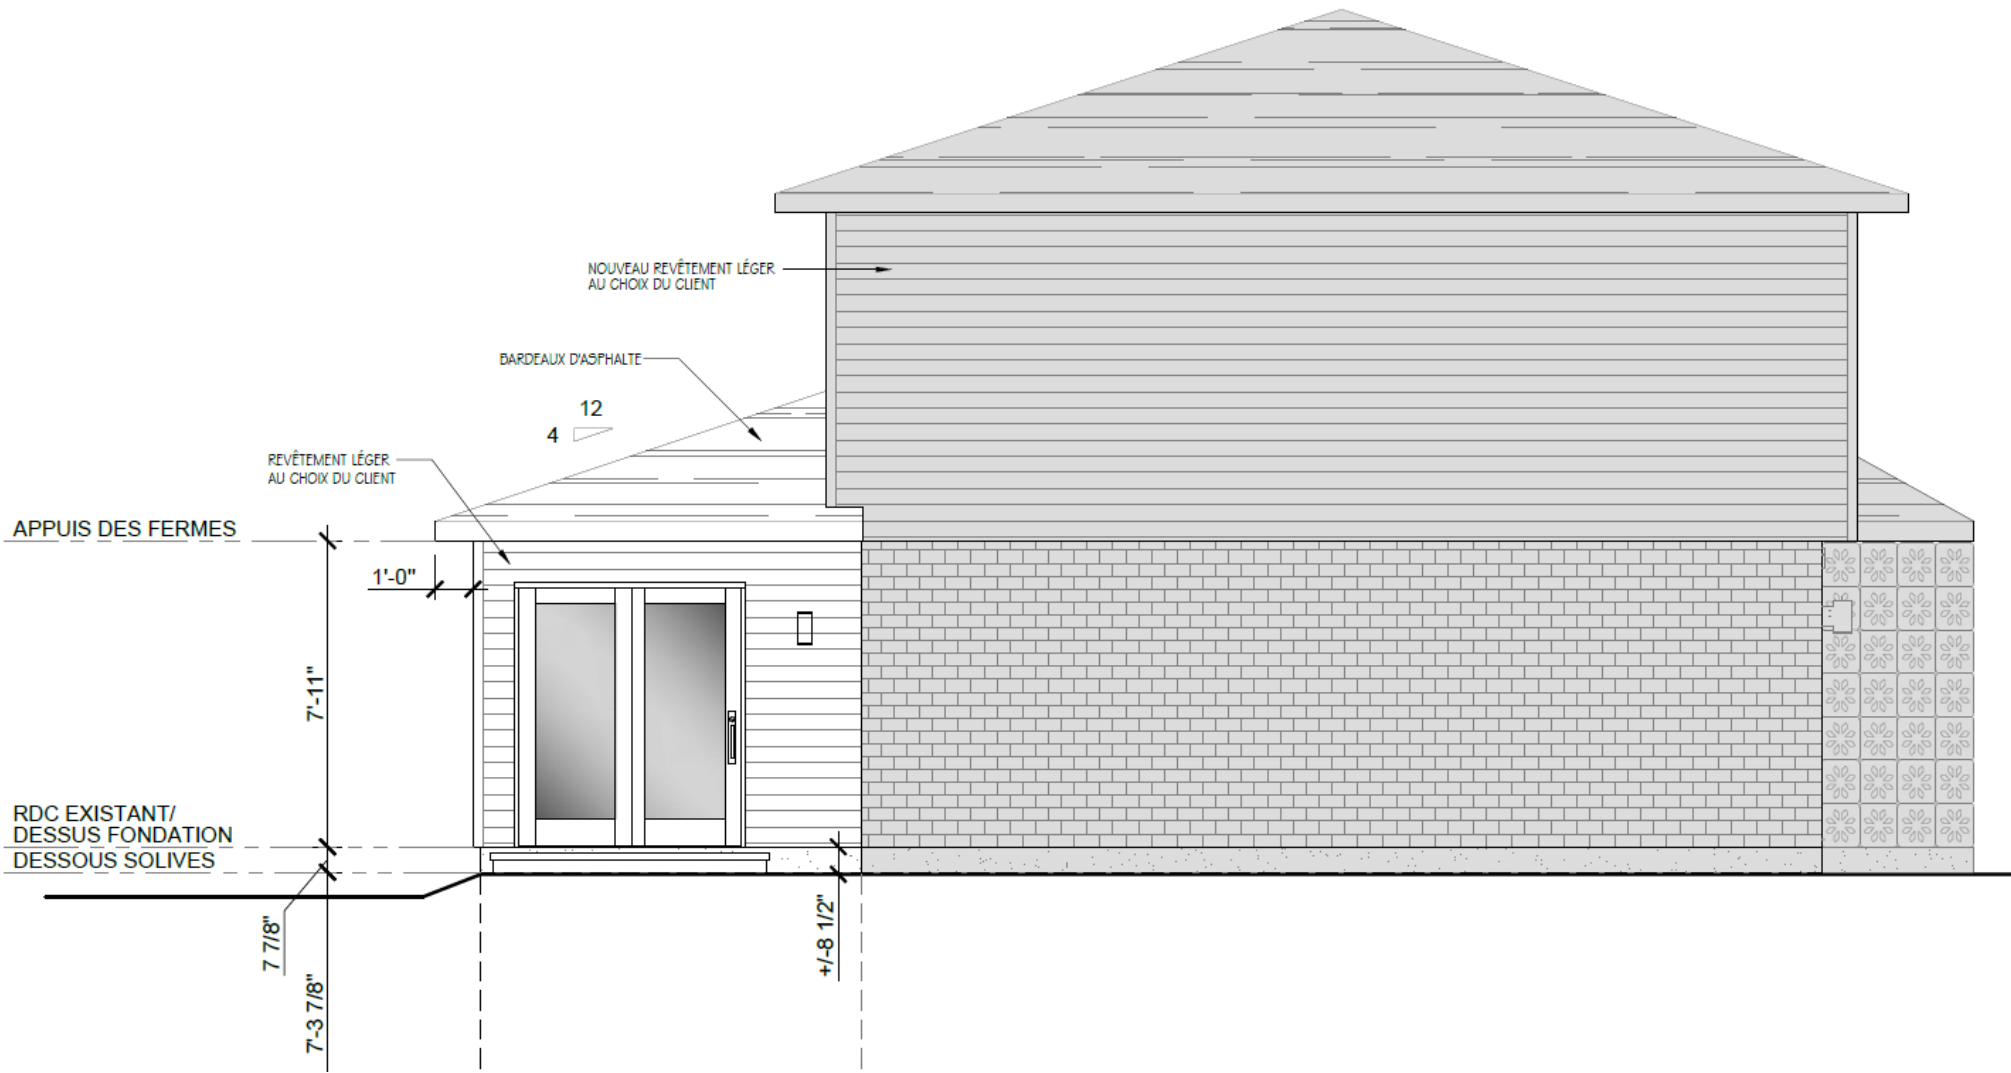 NOUVEAU REVÊTEMENT LÉGER
AU CHOIX DU CLIENT
BARDEAUX D'ASPHALTE
12
4
REVÊTEMENT LÉGER
AU CHOIX DU CLIENT
APPUIS DES FERMES
1'-0"
7'-11"
RDC EXISTANT/
DESSUS FONDATION
DESSOUS SOLIVES
7 7/8"
+/-8 1/2"
7'-3 7/8"